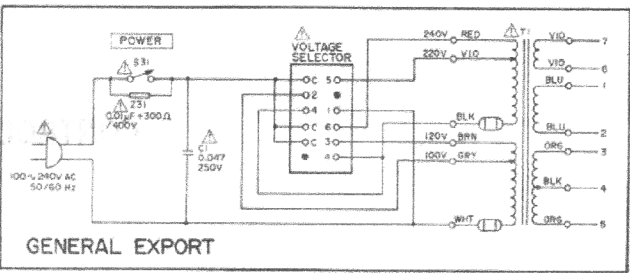 POWER
S31
Z31
0.01µF+300Ω
/400V
100~240V AC
50/60 Hz
C1
0.047
250V
VOLTAGE
SELECTOR
C 5
2
4 1
C 6
C 3
4
240V RED
220V VIO
BLK
120V BRN
100V GRY
WHT
T1
VIO 7
VIO 6
BLU 1
BLU 2
ORG 3
BLK 4
ORG 5
GENERAL EXPORT